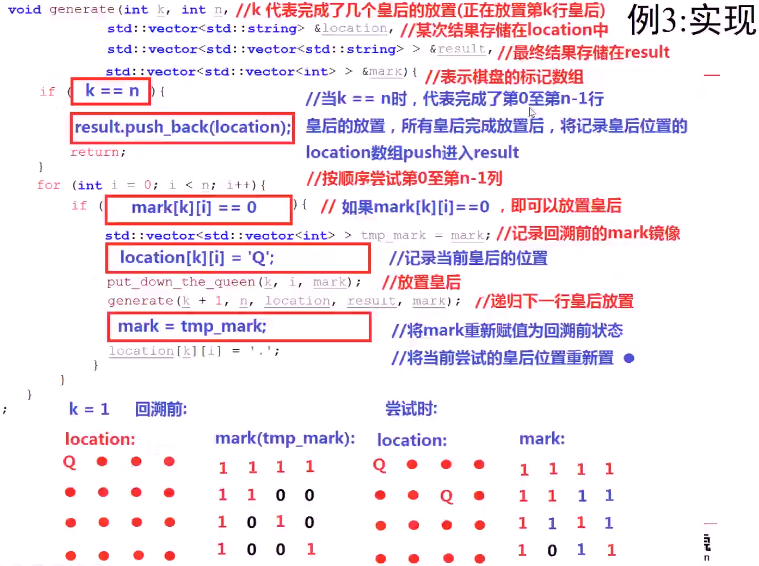 void generate(int k, int n, //k 代表完成了几个皇后的放置(正在放置第k行皇后)
例3:实现
std::vector<std::string> &location, //某次结果存储在location中
std::vector<std::vector<std::string> > &result, //最终结果存储在result
std::vector<std::vector<int> > &mark){ //表示棋盘的标记数组
if ( k == n ){ //当k == n时，代表完成了第0至第n-1行
result.push_back(location); 皇后的放置，所有皇后完成放置后，将记录皇后位置的
return; location数组push进入result
}
for (int i = 0; i < n; i++){ //按顺序尝试第0至第n-1列
if ( mark[k][i] == 0 ){ // 如果mark[k][i]==0 ，即可以放置皇后
std::vector<std::vector<int> > tmp_mark = mark; //记录回溯前的mark镜像
location[k][i] = 'Q'; //记录当前皇后的位置
put_down_the_queen(k, i, mark); //放置皇后
generate(k + 1, n, location, result, mark); //递归下一行皇后放置
mark = tmp_mark; //将mark重新赋值为回溯前状态
location[k][i] = '.'; //将当前尝试的皇后位置重新置 ●
}
}
}
;
k = 1 回溯前: 尝试时:
location: mark(tmp_mark): location: mark:
Q ● ● ● 1 1 1 1 Q ● ● ● 1 1 1 1
● ● ● ● 1 1 0 0 ● ● Q ● 1 1 1 1
● ● ● ● 1 0 1 0 ● ● ● ● 1 1 1 1
● ● ● ● 1 0 0 1 ● ● ● ● 1 0 1 1